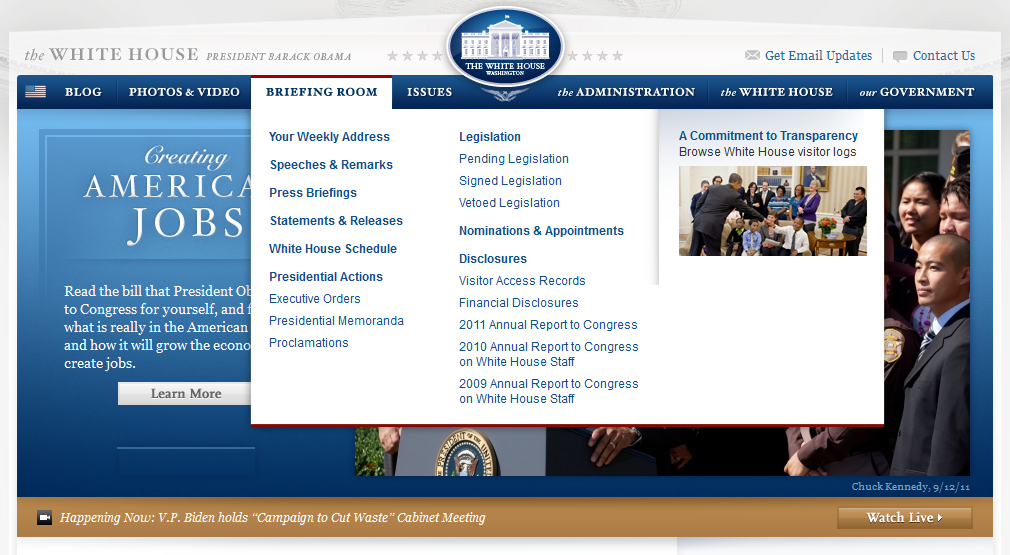 the WHITE HOUSE PRESIDENT BARACK OBAMA
THE WHITE HOUSE
WASHINGTON
Get Email Updates
Contact Us
BLOG
PHOTOS & VIDEO
BRIEFING ROOM
ISSUES
the ADMINISTRATION
the WHITE HOUSE
our GOVERNMENT
Creating
AMERICA
JOBS
Read the bill that President Ob
to Congress for yourself, and f
what is really in the American
and how it will grow the econo
create jobs.
Learn More
Your Weekly Address
Speeches & Remarks
Press Briefings
Statements & Releases
White House Schedule
Presidential Actions
Executive Orders
Presidential Memoranda
Proclamations
Legislation
Pending Legislation
Signed Legislation
Vetoed Legislation
Nominations & Appointments
Disclosures
Visitor Access Records
Financial Disclosures
2011 Annual Report to Congress
2010 Annual Report to Congress
on White House Staff
2009 Annual Report to Congress
on White House Staff
A Commitment to Transparency
Browse White House visitor logs
PRESIDENT OF THE
Chuck Kennedy, 9/12/11
Happening Now: V.P. Biden holds “Campaign to Cut Waste” Cabinet Meeting
Watch Live